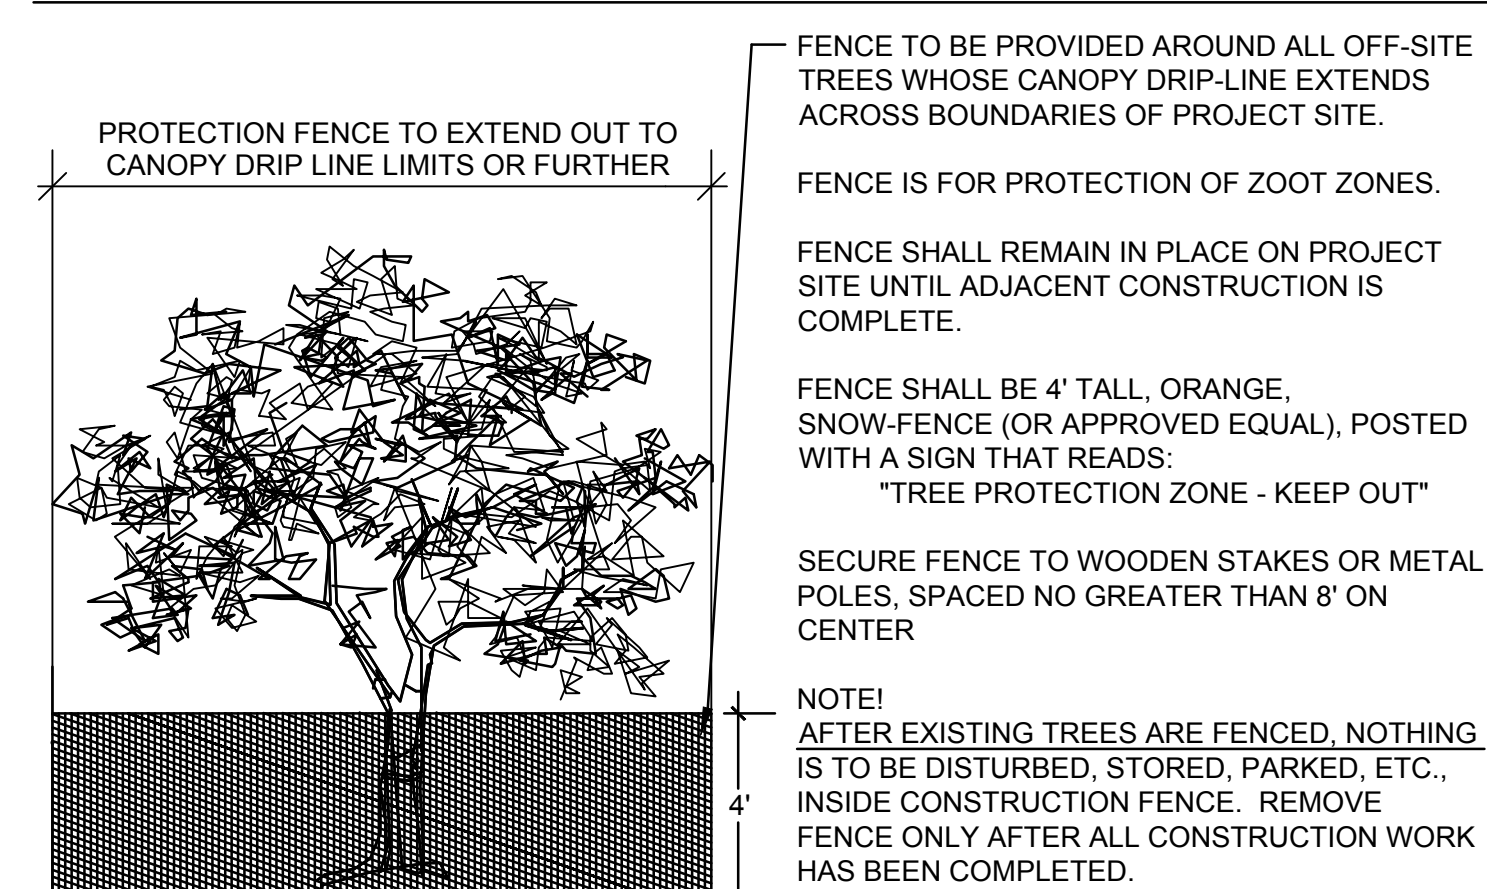 PROTECTION FENCE TO EXTEND OUT TO
CANOPY DRIP LINE LIMITS OR FURTHER
FENCE TO BE PROVIDED AROUND ALL OFF-SITE
TREES WHOSE CANOPY DRIP-LINE EXTENDS
ACROSS BOUNDARIES OF PROJECT SITE.
FENCE IS FOR PROTECTION OF ZOOT ZONES.
FENCE SHALL REMAIN IN PLACE ON PROJECT
SITE UNTIL ADJACENT CONSTRUCTION IS
COMPLETE.
FENCE SHALL BE 4' TALL, ORANGE,
SNOW-FENCE (OR APPROVED EQUAL), POSTED
WITH A SIGN THAT READS:
"TREE PROTECTION ZONE - KEEP OUT"
SECURE FENCE TO WOODEN STAKES OR METAL
POLES, SPACED NO GREATER THAN 8' ON
CENTER
NOTE!
AFTER EXISTING TREES ARE FENCED, NOTHING
IS TO BE DISTURBED, STORED, PARKED, ETC.,
INSIDE CONSTRUCTION FENCE. REMOVE
FENCE ONLY AFTER ALL CONSTRUCTION WORK
HAS BEEN COMPLETED.
4'